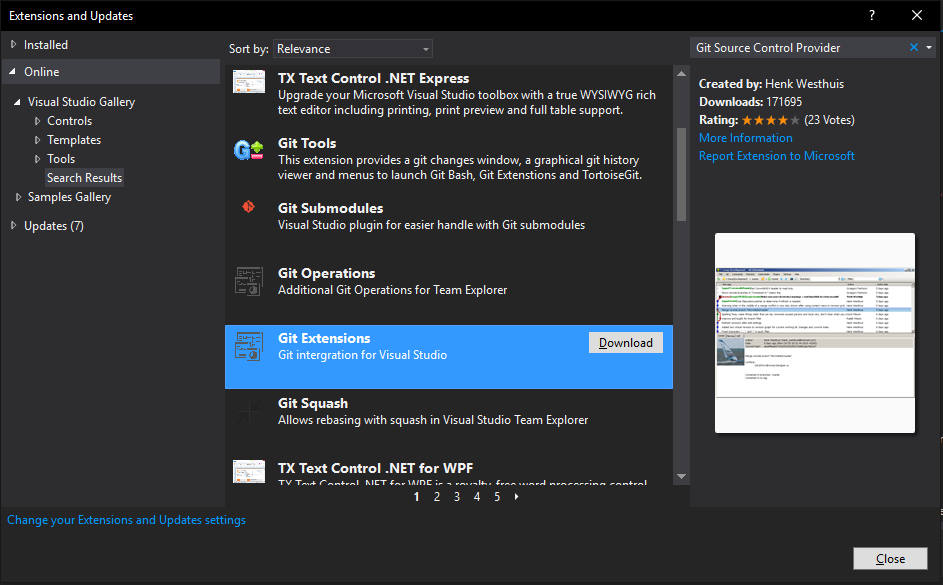 Extensions and Updates
?
Installed
Online
Visual Studio Gallery
Controls
Templates
Tools
Search Results
Samples Gallery
Updates (7)
Sort by: Relevance
TX Text Control .NET Express
Upgrade your Microsoft Visual Studio toolbox with a true WYSIWYG rich
text editor including printing, print preview and full table support.
Git Tools
This extension provides a git changes window, a graphical git history
viewer and menus to launch Git Bash, Git Extenstions and TortoiseGit.
Git Submodules
Visual Studio plugin for easier handle with Git submodules
Git Operations
Additional Git Operations for Team Explorer
Git Extensions
Git intergration for Visual Studio
Download
Git Squash
Allows rebasing with squash in Visual Studio Team Explorer
TX Text Control .NET for WPF
TX Text Control .NET for WPF is a royalty-free word processing control
1 2 3 4 5
Git Source Control Provider
Created by: Henk Westhuis
Downloads: 171695
Rating: (23 Votes)
More Information
Report Extension to Microsoft
Change your Extensions and Updates settings
Close